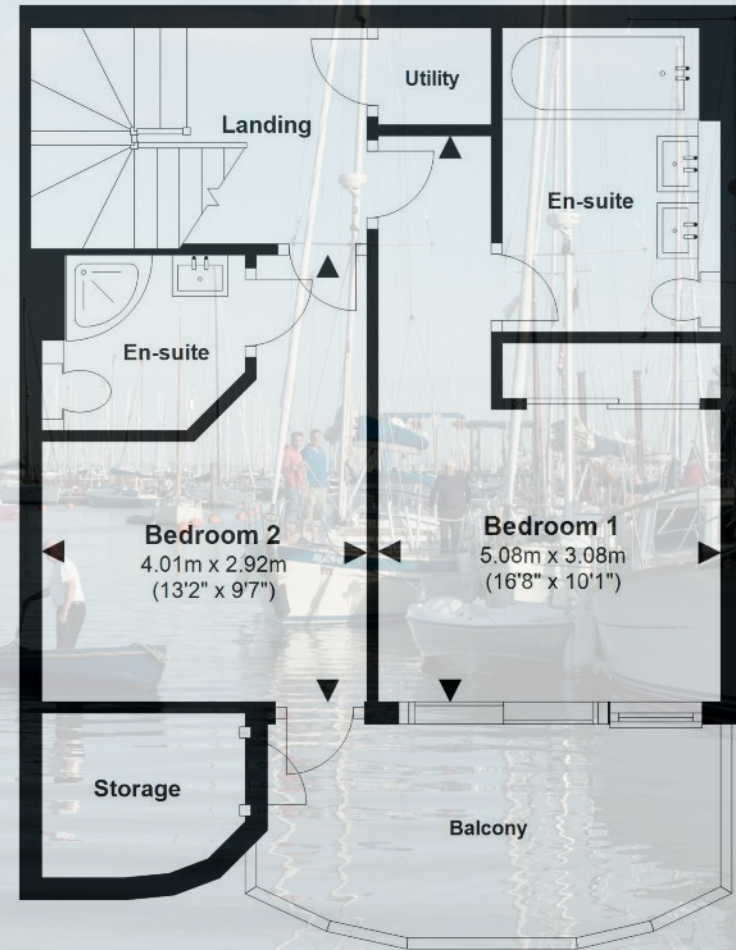 Utility
Landing
En-suite
En-suite
Bedroom 2
4.01m x 2.92m
(13'2" x 9'7")
Bedroom 1
5.08m x 3.08m
(16'8" x 10'1")
Storage
Balcony